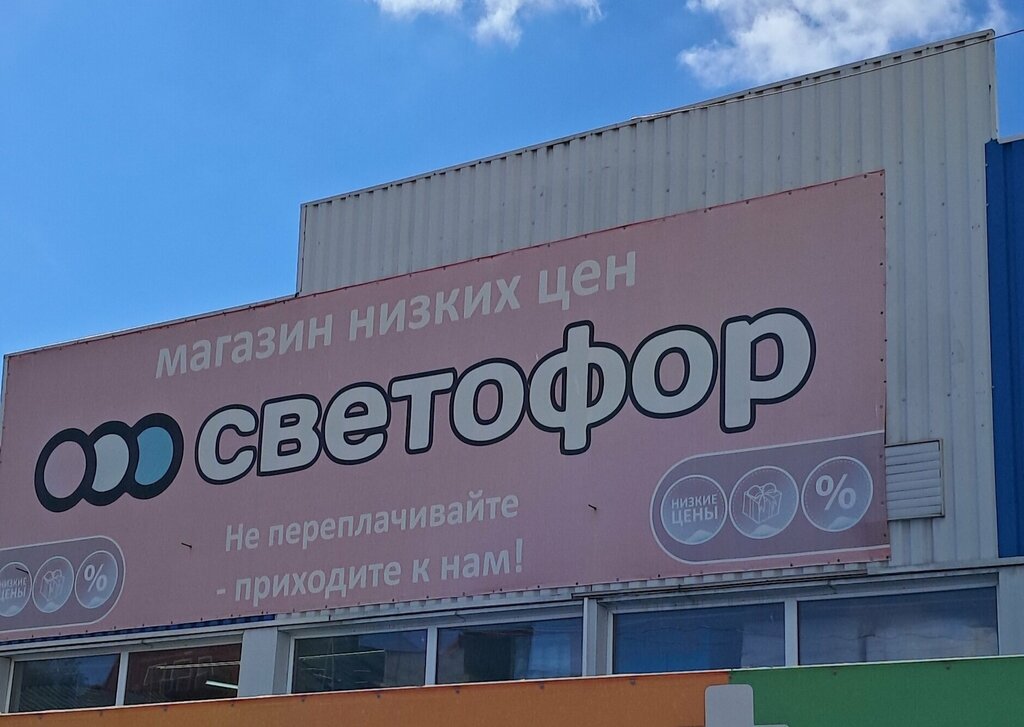 магазин низких цен
светофор
Не переплачивайте
- приходите к нам!
НИЗКИЕ
ЦЕНЫ
%
НИЗКИЕ
ЦЕНЫ
%